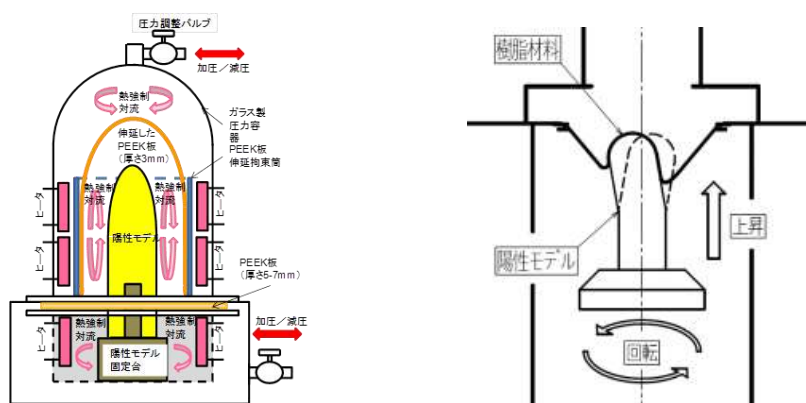 圧力調整バルブ
加圧／減圧
熱強制
対流
ガラス製
圧力容
器
伸延した
PEEK板
（厚さ3mm）
PEEK板
伸延拘束筒
熱強制
対流
熱強制
対流
ヒータ
ヒータ
陽性モデル
ヒータ
ヒータ
PEEK板
（厚さ5-7mm）
熱強制
対流
熱強制
対流
ヒータ
ヒータ
加圧／減圧
陽性モデル
固定台
樹脂材料
陽性モデル
上昇
回転